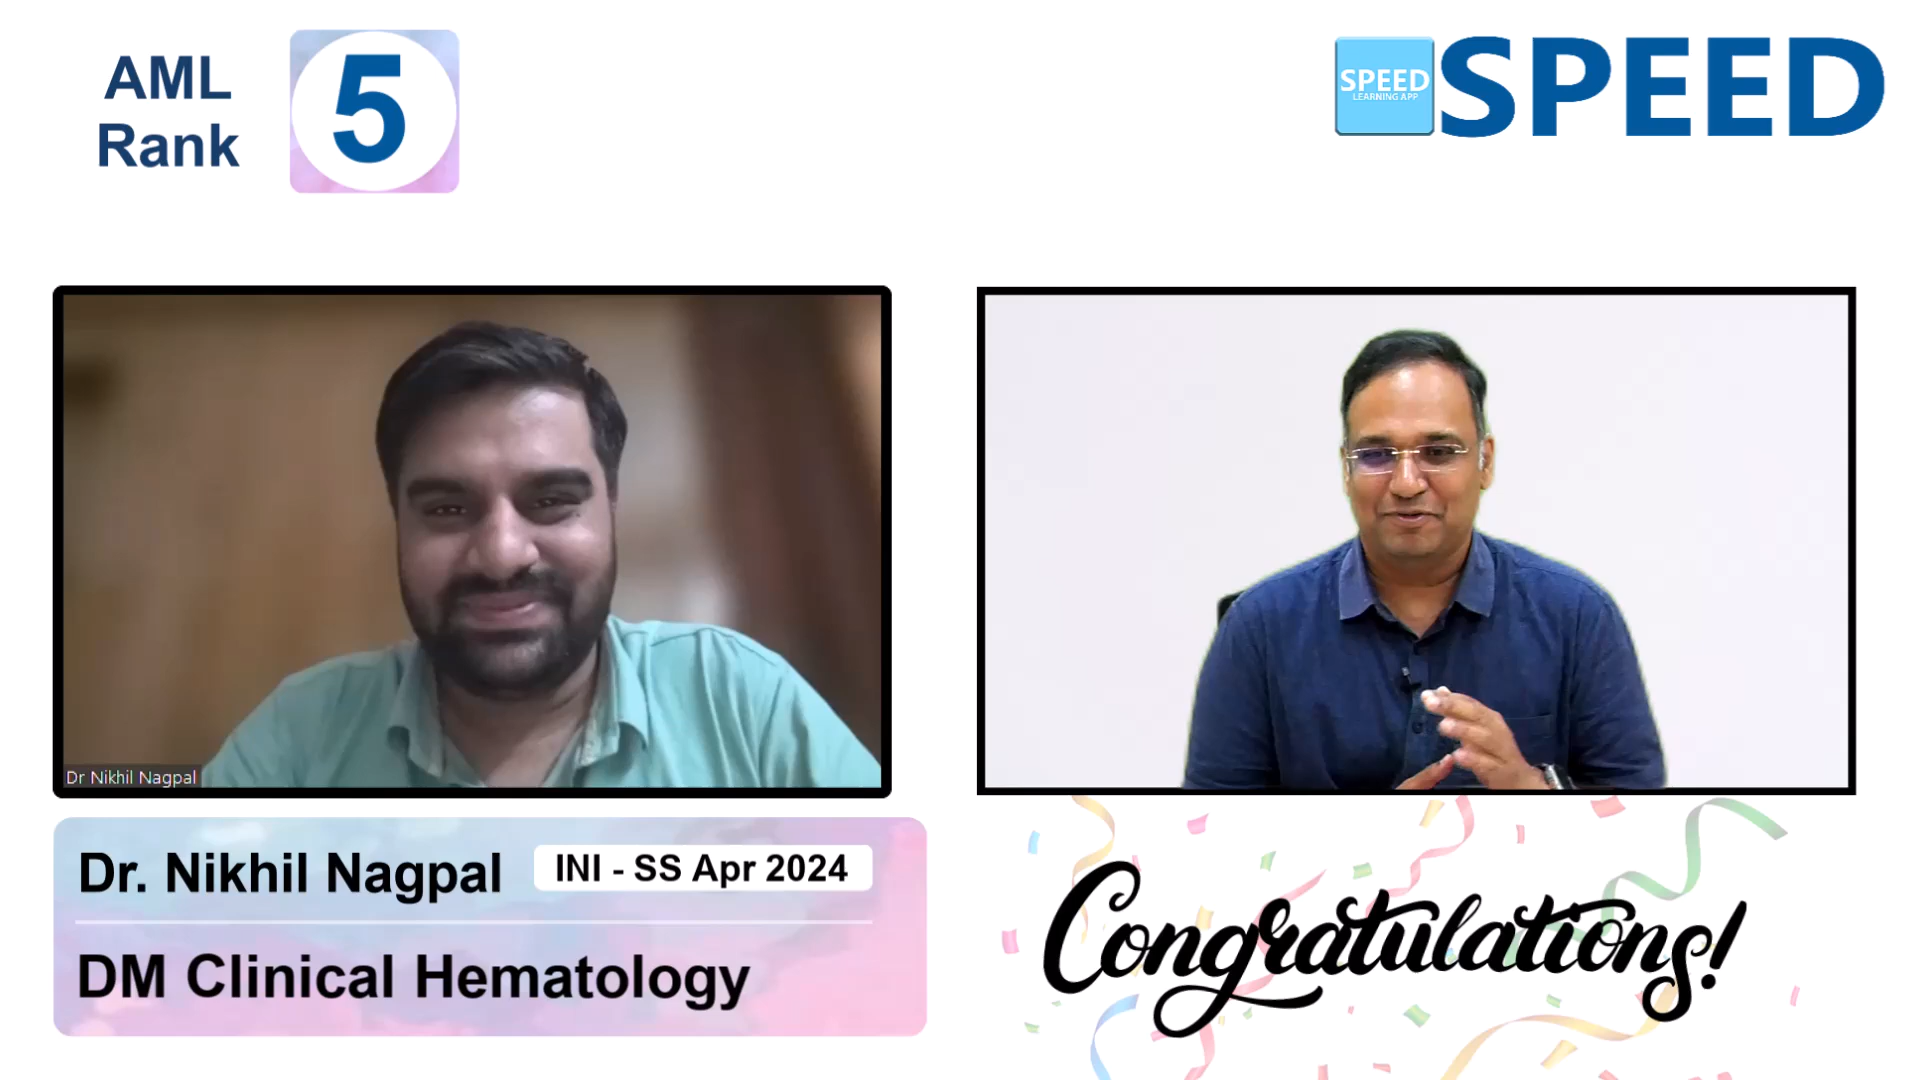 AML
Rank
5
SPEED
LEARNING APP
SPEED
Dr Nikhil Nagpal
Dr. Nikhil Nagpal
INI - SS Apr 2024
DM Clinical Hematology
Congratulations!